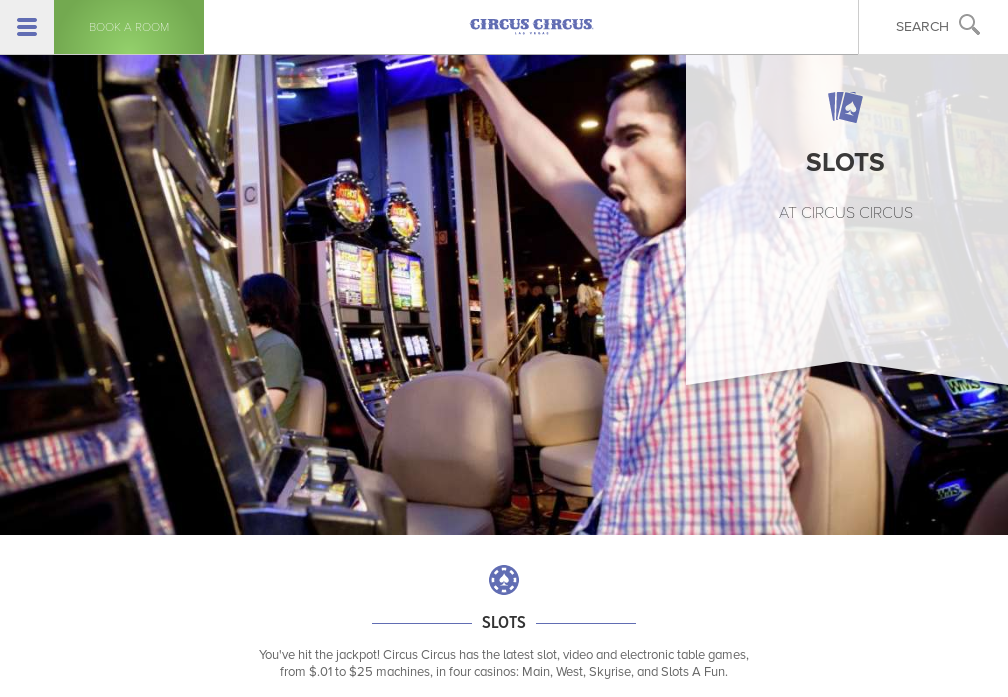 BOOK A ROOM
CIRCUS CIRCUS
LAS VEGAS
SEARCH
SLOTS
AT CIRCUS CIRCUS
C
SLOTS
You've hit the jackpot! Circus Circus has the latest slot, video and electronic table games,
from $.01 to $25 machines, in four casinos: Main, West, Skyrise, and Slots A Fun.